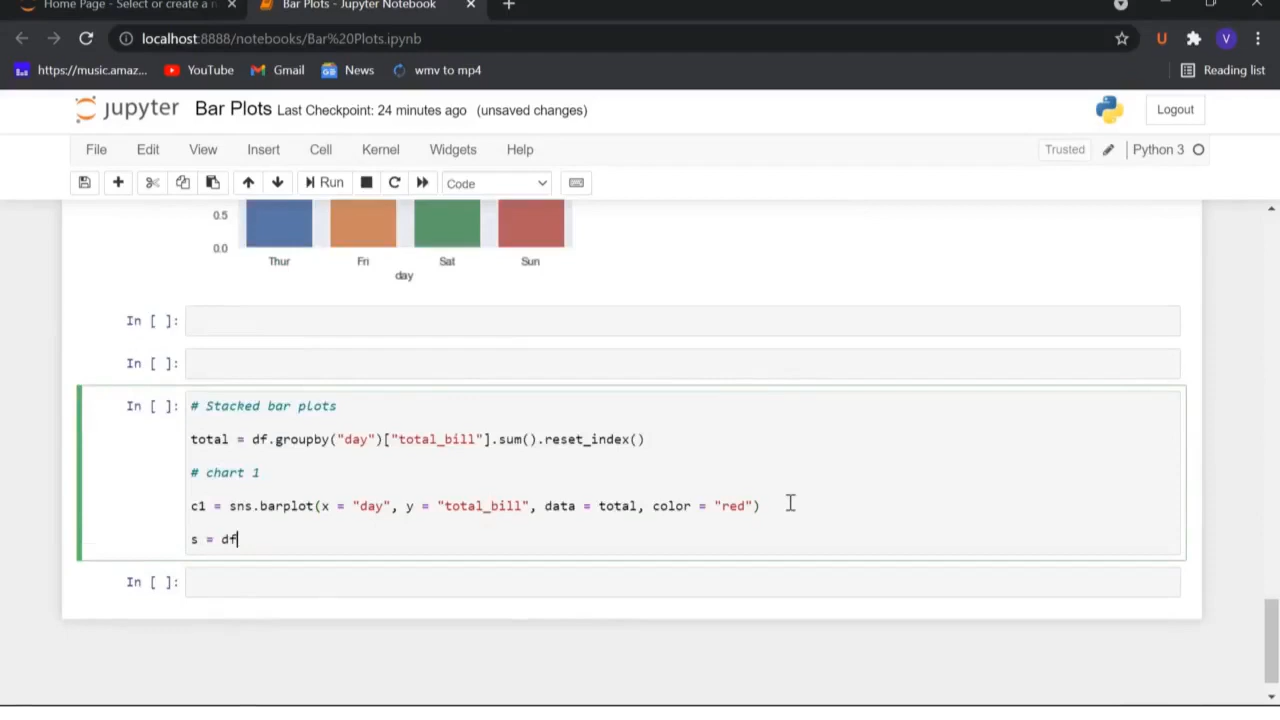 Home Page - Select or create a n
Bar Plots - Jupyter Notebook
localhost:8888/notebooks/Bar%20Plots.ipynb
https://music.amaz... YouTube Gmail News wmv to mp4 Reading list
jupyter Bar Plots Last Checkpoint: 24 minutes ago (unsaved changes) Logout
File Edit View Insert Cell Kernel Widgets Help Trusted Python 3
Run Code
0.5
0.0
Thur Fri Sat Sun
day
In [ ]:
In [ ]:
In [ ]: # Stacked bar plots
total = df.groupby("day")["total_bill"].sum().reset_index()
# chart 1
c1 = sns.barplot(x = "day", y = "total_bill", data = total, color = "red")
s = df
In [ ]: